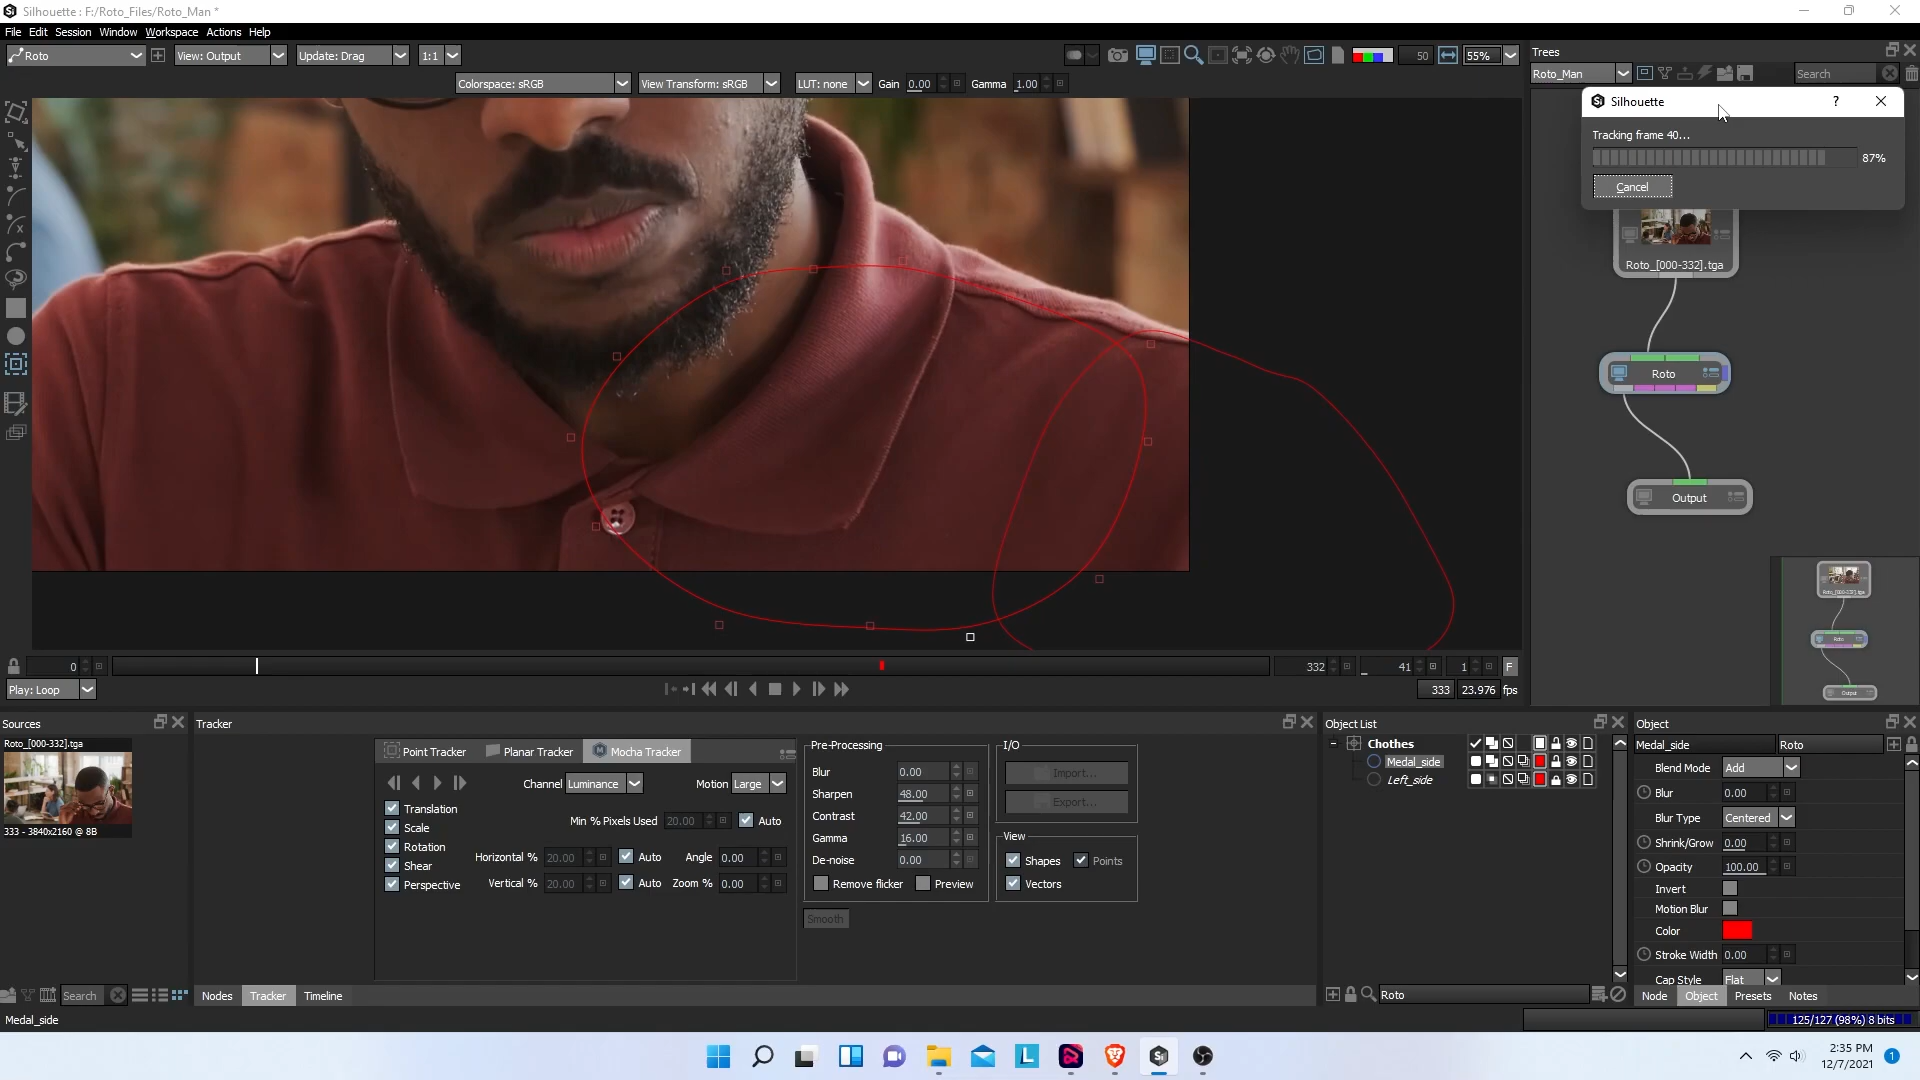 Silhouette : F:/Roto_Files/Roto_Man *
File Edit Session Window Workspace Actions Help
Roto View: Output Update: Drag 1:1 50 55%
Colorspace: sRGB View Transform: sRGB LUT: none Gain 0.00 Gamma 1.00
Trees
Roto_Man Search
Silhouette ?
Tracking frame 40...
87%
Cancel
Roto_[000-332].tga
Roto
Output
Roto
Output
0 332 41 1 F
Play: Loop 333 23.976 fps
Sources
Roto_[000-332].tga
333 - 3840x2160 @ 8B
Search
Tracker
Point Tracker Planar Tracker Mocha Tracker
Channel Luminance Motion Large
Translation
Scale
Rotation
Shear
Perspective
Min % Pixels Used 20.00 Auto
Horizontal % 20.00 Auto Angle 0.00
Vertical % 20.00 Auto Zoom % 0.00
Pre-Processing
Blur 0.00
Sharpen 48.00
Contrast 42.00
Gamma 16.00
De-noise 0.00
Remove flicker Preview
Smooth
I/O
Import...
Export...
View
Shapes Points
Vectors
Nodes Tracker Timeline
Object List
Chothes
Medal_side
Left_side
Roto
Object
Medal_side Roto
Blend Mode Add
Blur 0.00
Blur Type Centered
Shrink/Grow 0.00
Opacity 100.00
Invert
Motion Blur
Color
Stroke Width 0.00
Cap Style Flat
Node Object Presets Notes
Medal_side
125/127 (98%) 8 bits
2:35 PM
12/7/2021
1